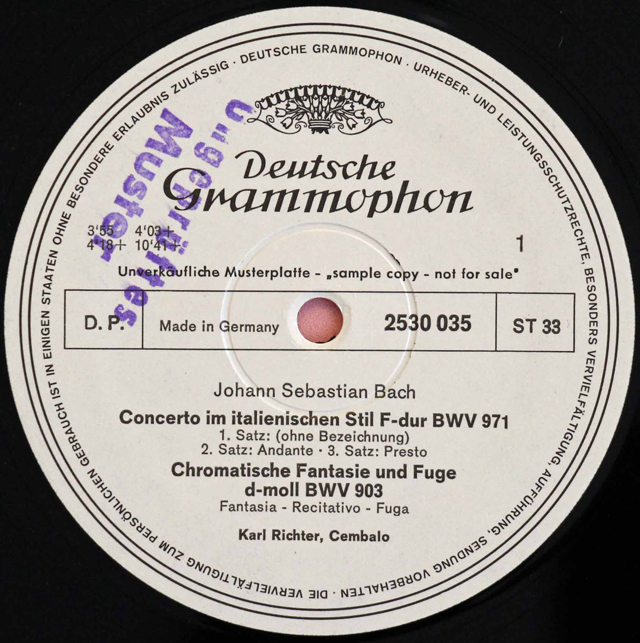 DEUTSCHE GRAMMOPHON · URHEBER- UND LEISTUNGSSCHUTZRECHTE, BESONDERS VERVIELFÄLTIGUNG, AUFFÜHRUNG, SENDUNG VORBEHALTEN · DIE VERVIELFÄLTIGUNG ZUM PERSÖNLICHEN GEBRAUCH IST IN EINIGEN STAATEN OHNE BESONDERE ERLAUBNIS ZULÄSSIG ·
Deutsche
Grammophon
Ungeprüftes
Muster
3'55 4'03+
4'18+ 10'41+
1
Unverkäufliche Musterplatte - „sample copy - not for sale"
D. P. Made in Germany 2530 035 ST 33
Johann Sebastian Bach
Concerto im italienischen Stil F-dur BWV 971
1. Satz: (ohne Bezeichnung)
2. Satz: Andante · 3. Satz: Presto
Chromatische Fantasie und Fuge
d-moll BWV 903
Fantasia - Recitativo - Fuga
Karl Richter, Cembalo